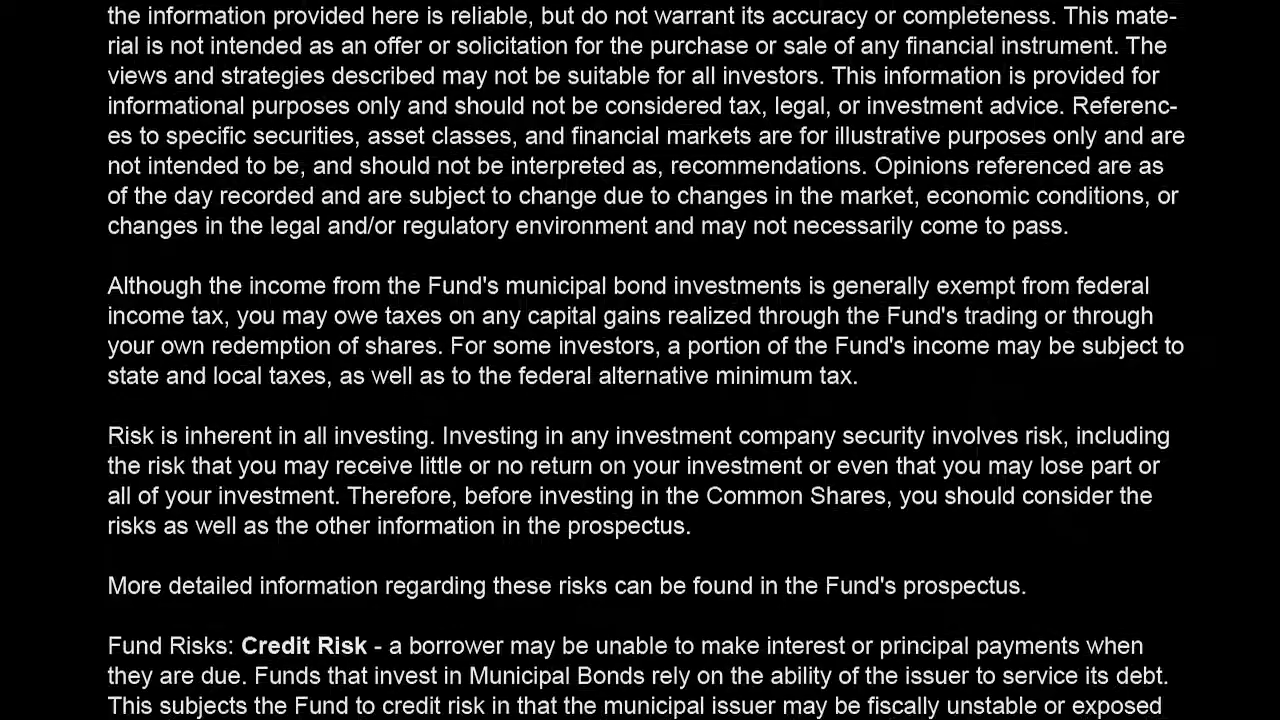 the information provided here is reliable, but do not warrant its accuracy or completeness. This mate-
rial is not intended as an offer or solicitation for the purchase or sale of any financial instrument. The
views and strategies described may not be suitable for all investors. This information is provided for
informational purposes only and should not be considered tax, legal, or investment advice. Referenc-
es to specific securities, asset classes, and financial markets are for illustrative purposes only and are
not intended to be, and should not be interpreted as, recommendations. Opinions referenced are as
of the day recorded and are subject to change due to changes in the market, economic conditions, or
changes in the legal and/or regulatory environment and may not necessarily come to pass.
Although the income from the Fund's municipal bond investments is generally exempt from federal
income tax, you may owe taxes on any capital gains realized through the Fund's trading or through
your own redemption of shares. For some investors, a portion of the Fund's income may be subject to
state and local taxes, as well as to the federal alternative minimum tax.
Risk is inherent in all investing. Investing in any investment company security involves risk, including
the risk that you may receive little or no return on your investment or even that you may lose part or
all of your investment. Therefore, before investing in the Common Shares, you should consider the
risks as well as the other information in the prospectus.
More detailed information regarding these risks can be found in the Fund's prospectus.
Fund Risks: Credit Risk - a borrower may be unable to make interest or principal payments when
they are due. Funds that invest in Municipal Bonds rely on the ability of the issuer to service its debt.
This subjects the Fund to credit risk in that the municipal issuer may be fiscally unstable or exposed